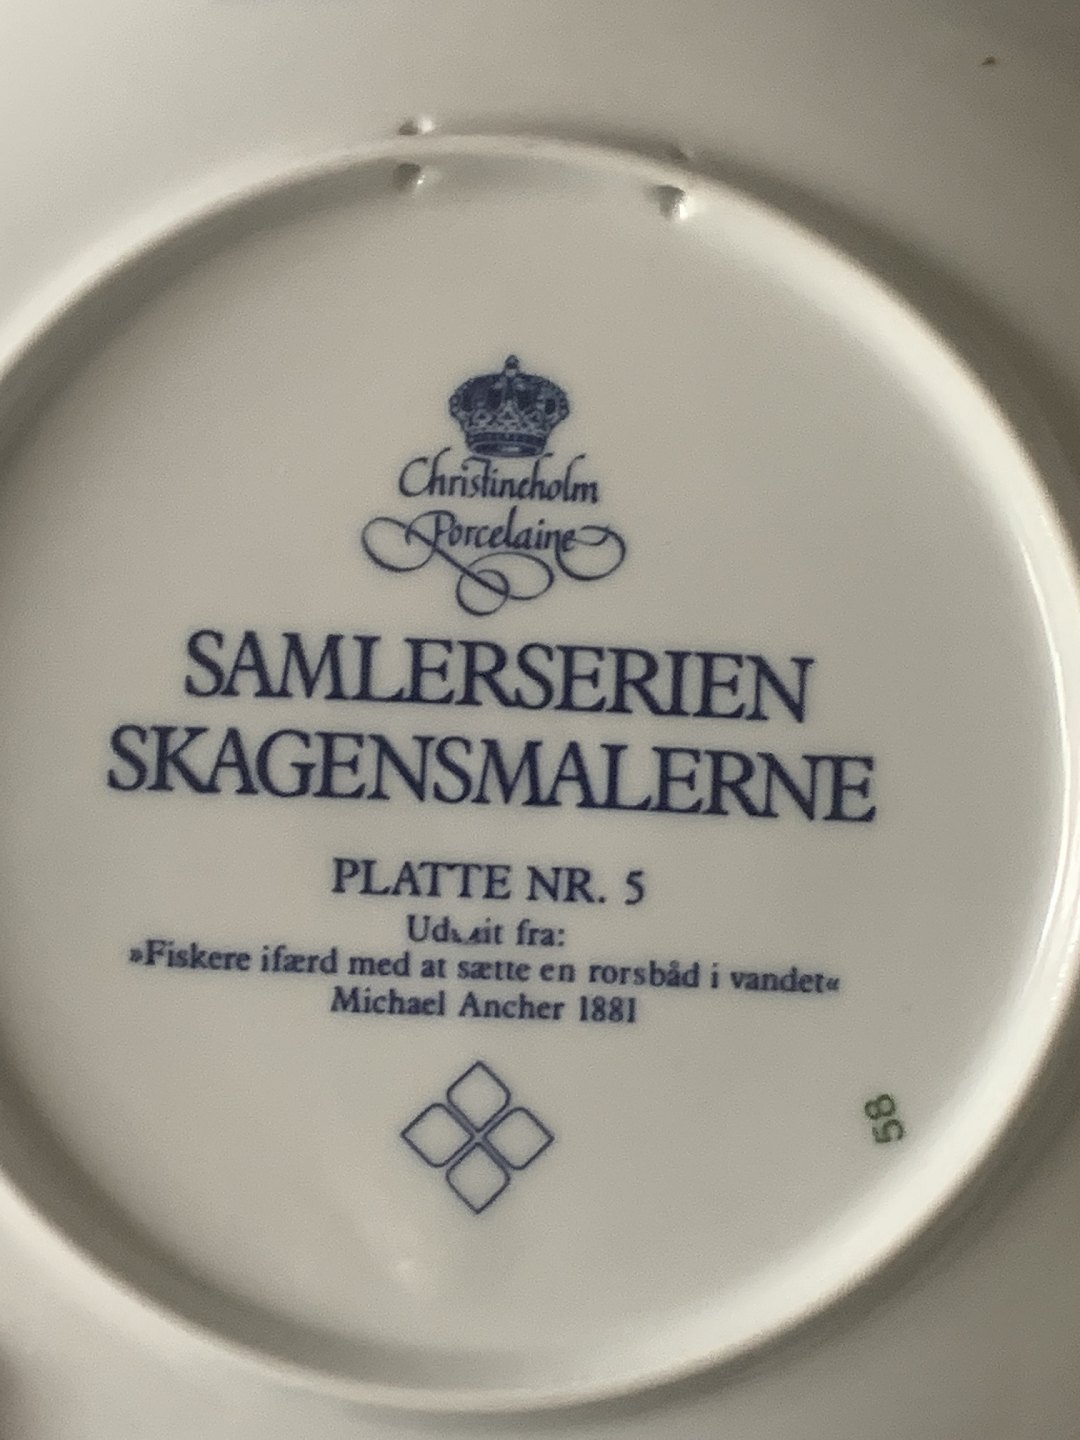 Christineholm
Porcelaine
SAMLERSERIEN
SKAGENSMALERNE
PLATTE NR. 5
fra:
»Fiskere ifærd med at sætte en rorsbåd i vandet«
Michael Ancher 1881
58